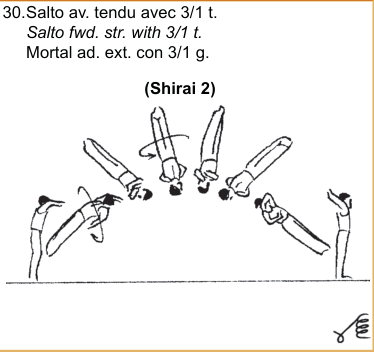 30.Salto av. tendu avec 3/1 t.
Salto fwd. str. with 3/1 t.
Mortal ad. ext. con 3/1 g.
(Shirai 2)